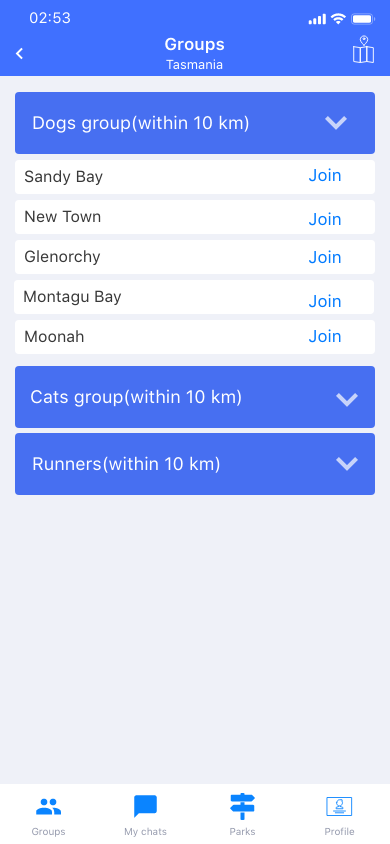 02:53
Groups
Tasmania
Dogs group(within 10 km)
Sandy Bay Join
New Town Join
Glenorchy Join
Montagu Bay Join
Moonah Join
Cats group(within 10 km)
Runners(within 10 km)
Groups My chats Parks Profile